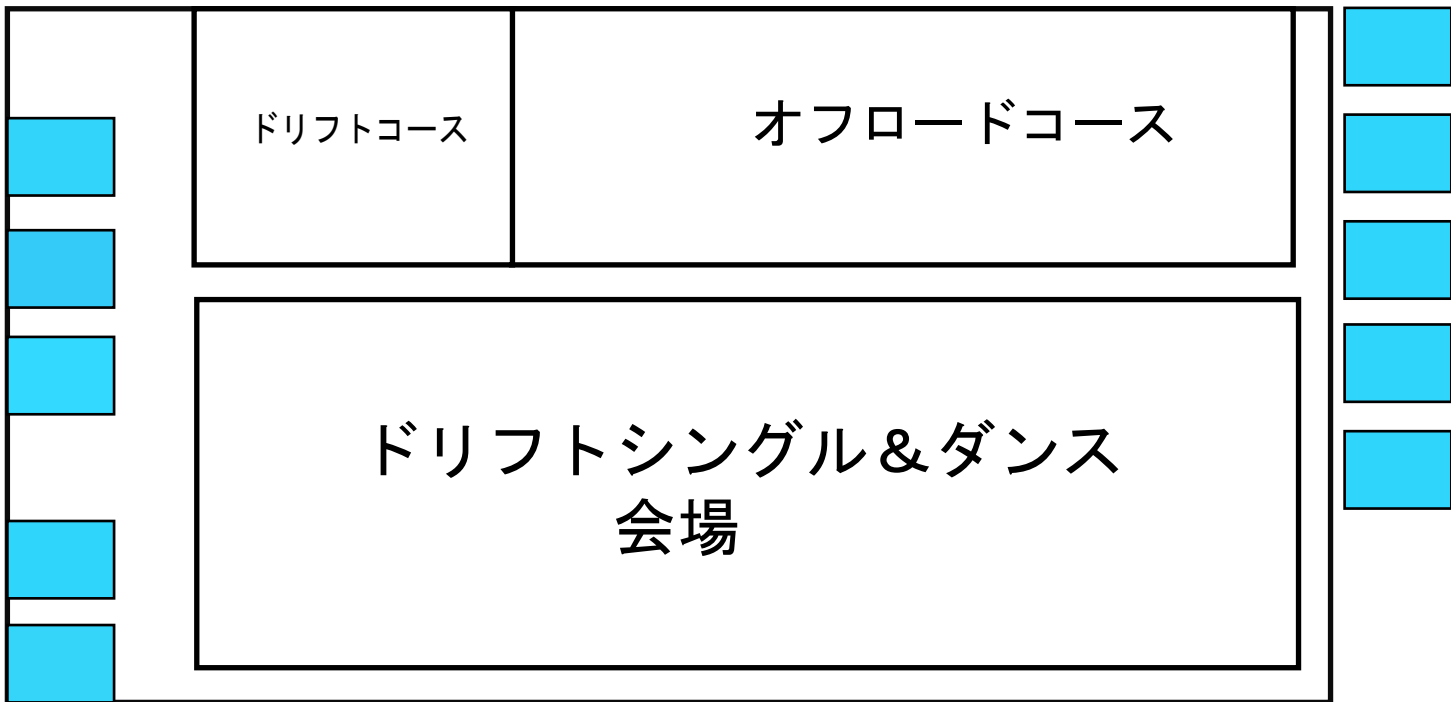 ドリフトコース
オフロードコース
ドリフトシングル＆ダンス
会場